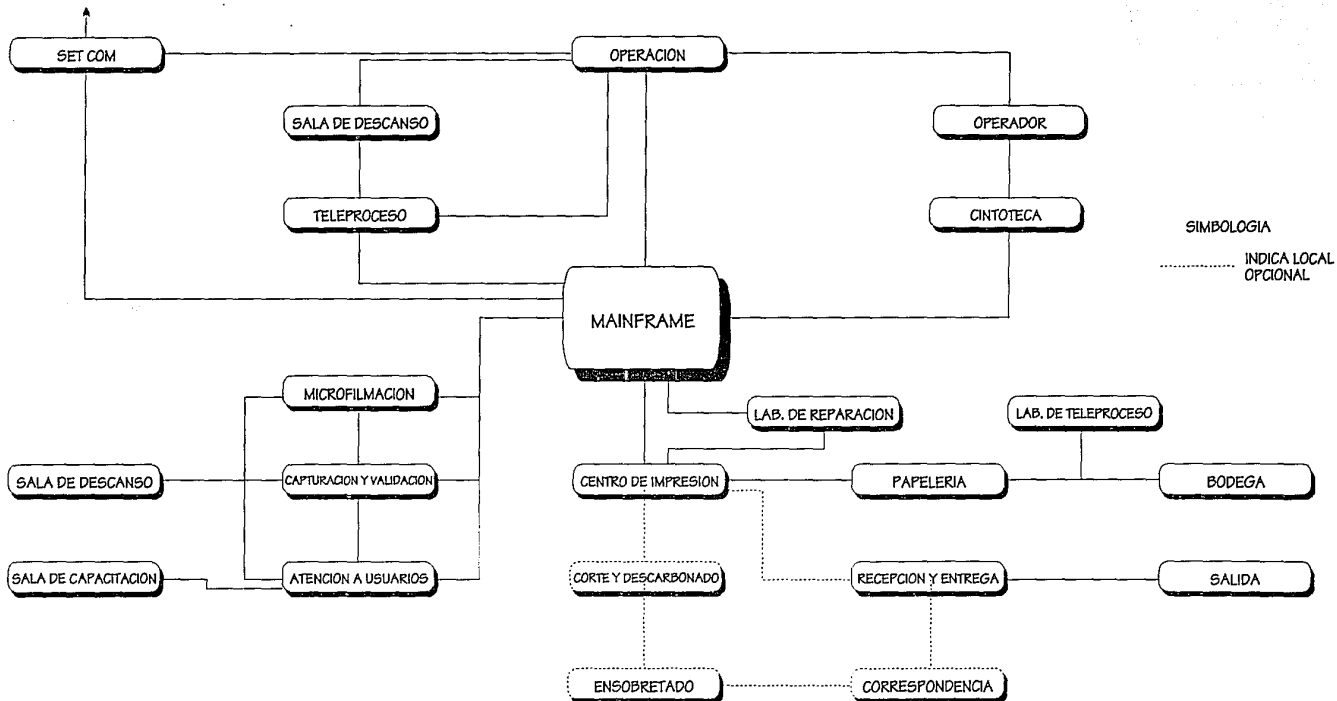 SET COM
OPERACION
SALA DE DESCANSO
OPERADOR
TELEPROCESO
CINTOTECA
SIMBOLOGIA
INDICA LOCAL
OPCIONAL
MAINFRAME
MICROFILMACION
LAB. DE REPARACION
LAB. DE TELEPROCESO
SALA DE DESCANSO
CAPTURACION Y VALIDACION
CENTRO DE IMPRESION
PAPELERIA
BODEGA
SALA DE CAPACITACION
ATENCION A USUARIOS
CORTE Y DESCARBONADO
RECEPCION Y ENTREGA
SALIDA
ENSOBRETADO
CORRESPONDENCIA